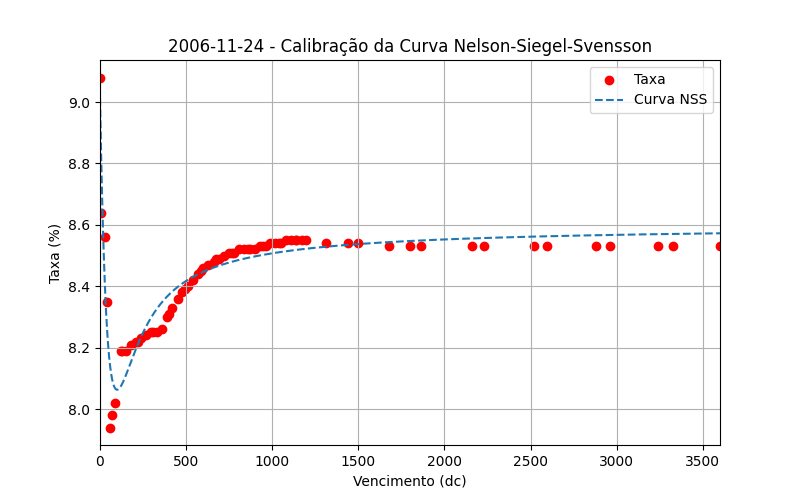 2006-11-24 - Calibração da Curva Nelson-Siegel-Svensson
Taxa
Curva NSS
Taxa (%)
9.0
8.8
8.6
8.4
8.2
8.0
0 500 1000 1500 2000 2500 3000 3500
Vencimento (dc)